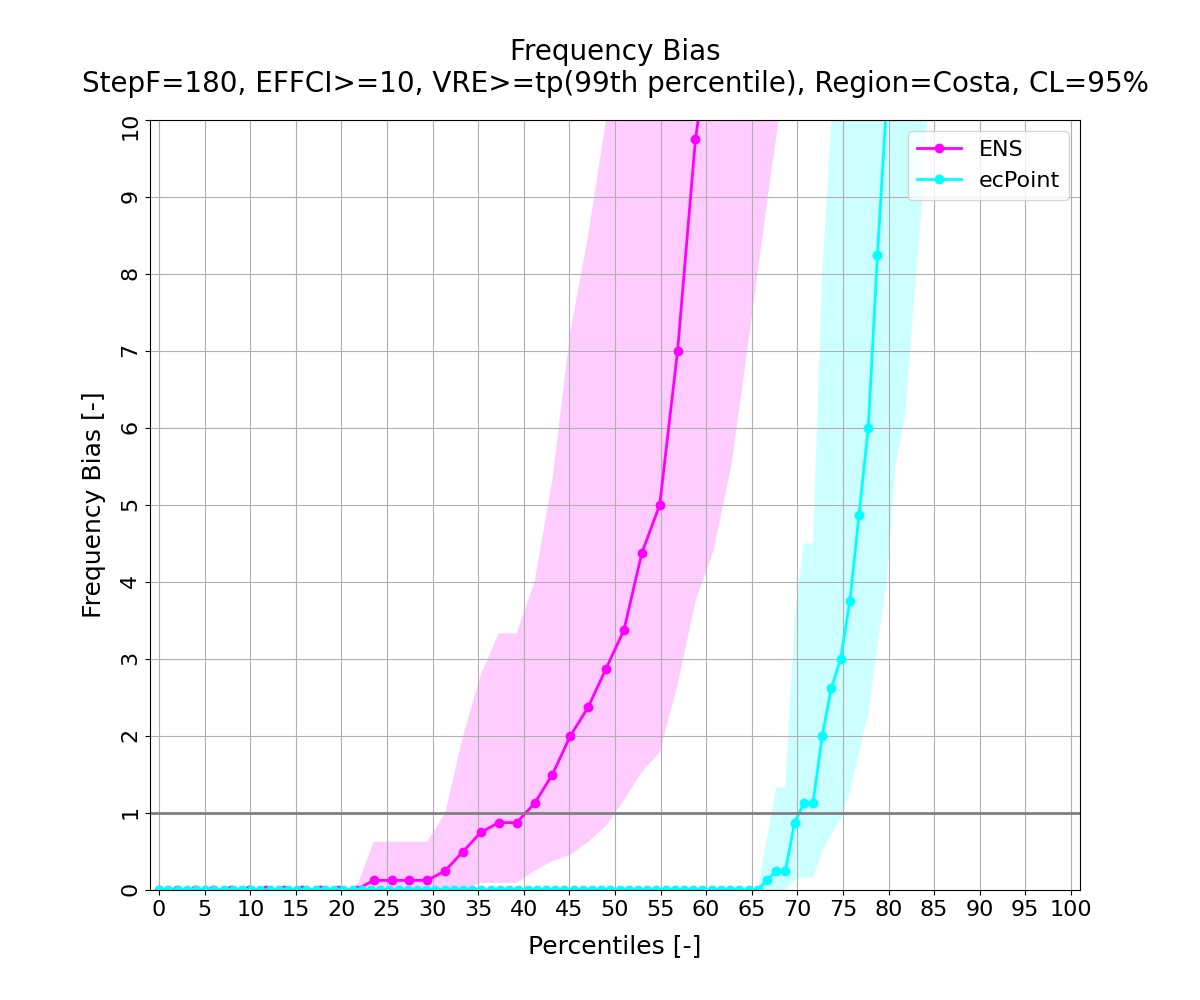 Frequency Bias
StepF=180, EFFCI>=10, VRE>=tp(99th percentile), Region=Costa, CL=95%
ENS
ecPoint
Frequency Bias [-]
10
9
8
7
6
5
4
3
2
1
0
0 5 10 15 20 25 30 35 40 45 50 55 60 65 70 75 80 85 90 95 100
Percentiles [-]